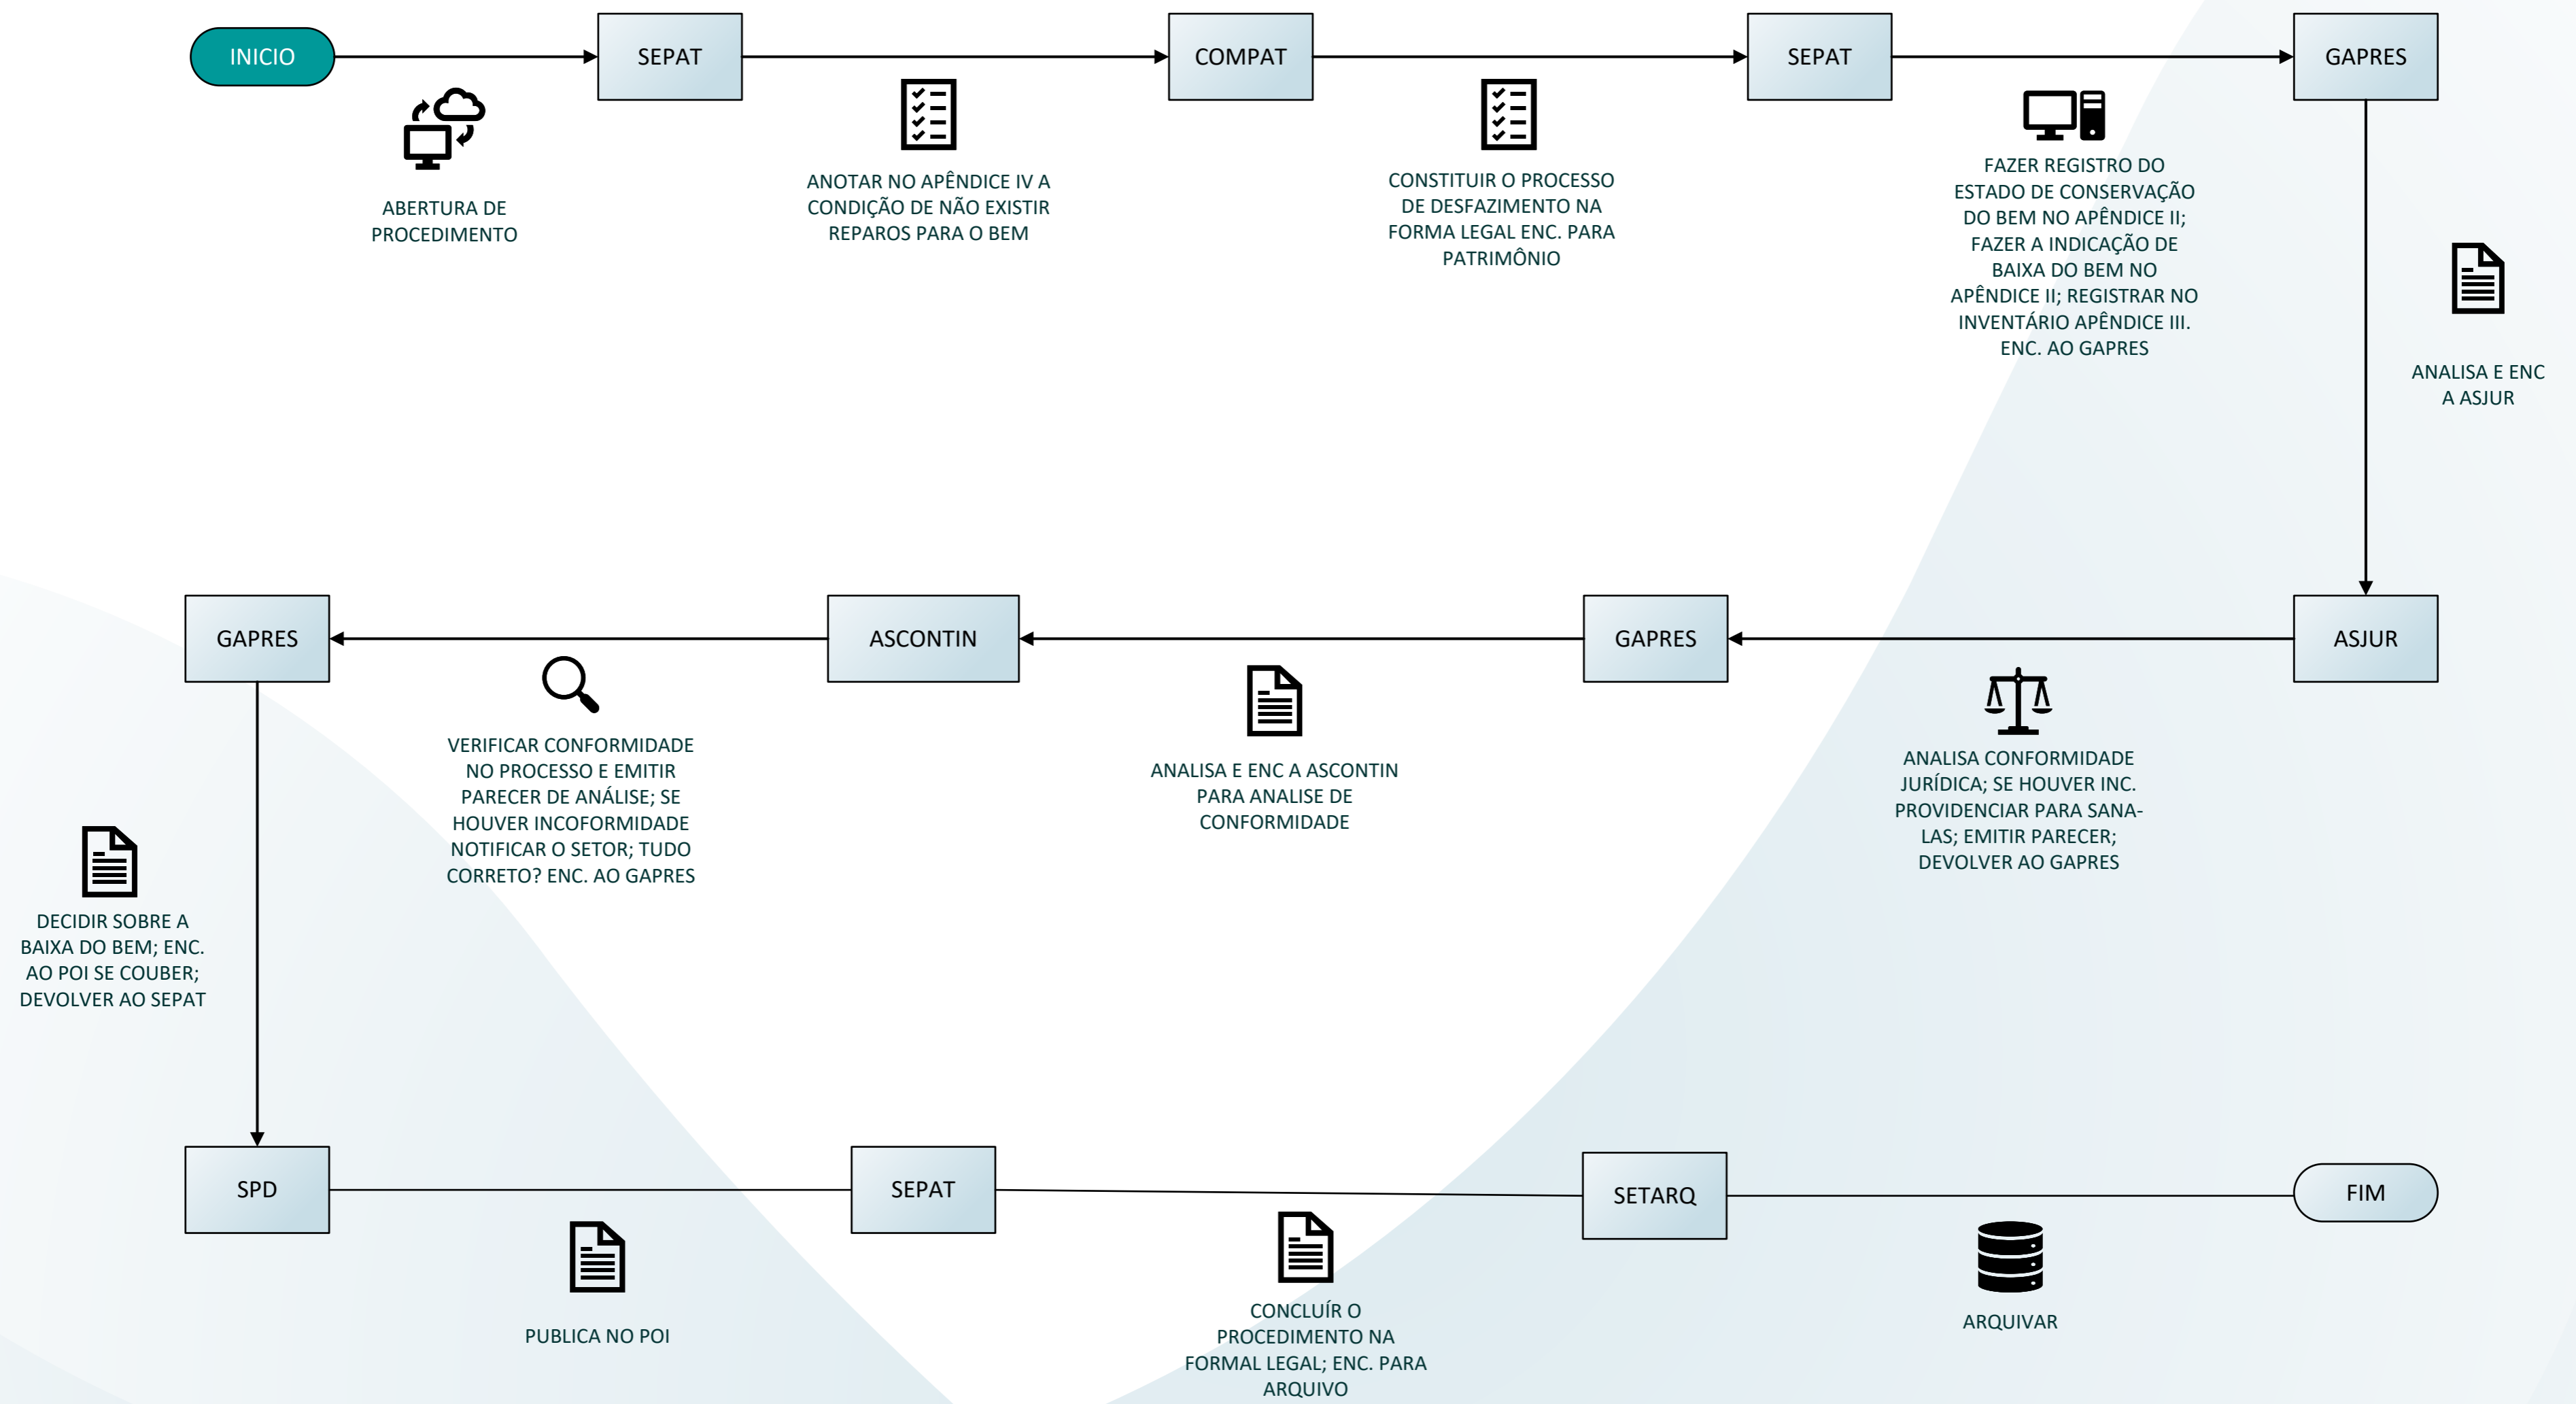 INICIO
SEPAT
COMPAT
SEPAT
GAPRES
ABERTURA DE
PROCEDIMENTO
ANOTAR NO APÊNDICE IV A
CONDIÇÃO DE NÃO EXISTIR
REPAROS PARA O BEM
CONSTITUIR O PROCESSO
DE DESFAZIMENTO NA
FORMA LEGAL ENC. PARA
PATRIMÔNIO
FAZER REGISTRO DO
ESTADO DE CONSERVAÇÃO
DO BEM NO APÊNDICE II;
FAZER A INDICAÇÃO DE
BAIXA DO BEM NO
APÊNDICE II; REGISTRAR NO
INVENTÁRIO APÊNDICE III.
ENC. AO GAPRES
ANALISA E ENC
A ASJUR
ASJUR
GAPRES
ASCONTIN
GAPRES
ANALISA CONFORMIDADE
JURÍDICA; SE HOUVER INC.
PROVIDENCIAR PARA SANA-
LAS; EMITIR PARECER;
DEVOLVER AO GAPRES
ANALISA E ENC A ASCONTIN
PARA ANALISE DE
CONFORMIDADE
VERIFICAR CONFORMIDADE
NO PROCESSO E EMITIR
PARECER DE ANÁLISE; SE
HOUVER INCOFORMIDADE
NOTIFICAR O SETOR; TUDO
CORRETO? ENC. AO GAPRES
DECIDIR SOBRE A
BAIXA DO BEM; ENC.
AO POI SE COUBER;
DEVOLVER AO SEPAT
SPD
SEPAT
SETARQ
FIM
PUBLICA NO POI
CONCLUÍR O
PROCEDIMENTO NA
FORMAL LEGAL; ENC. PARA
ARQUIVO
ARQUIVAR